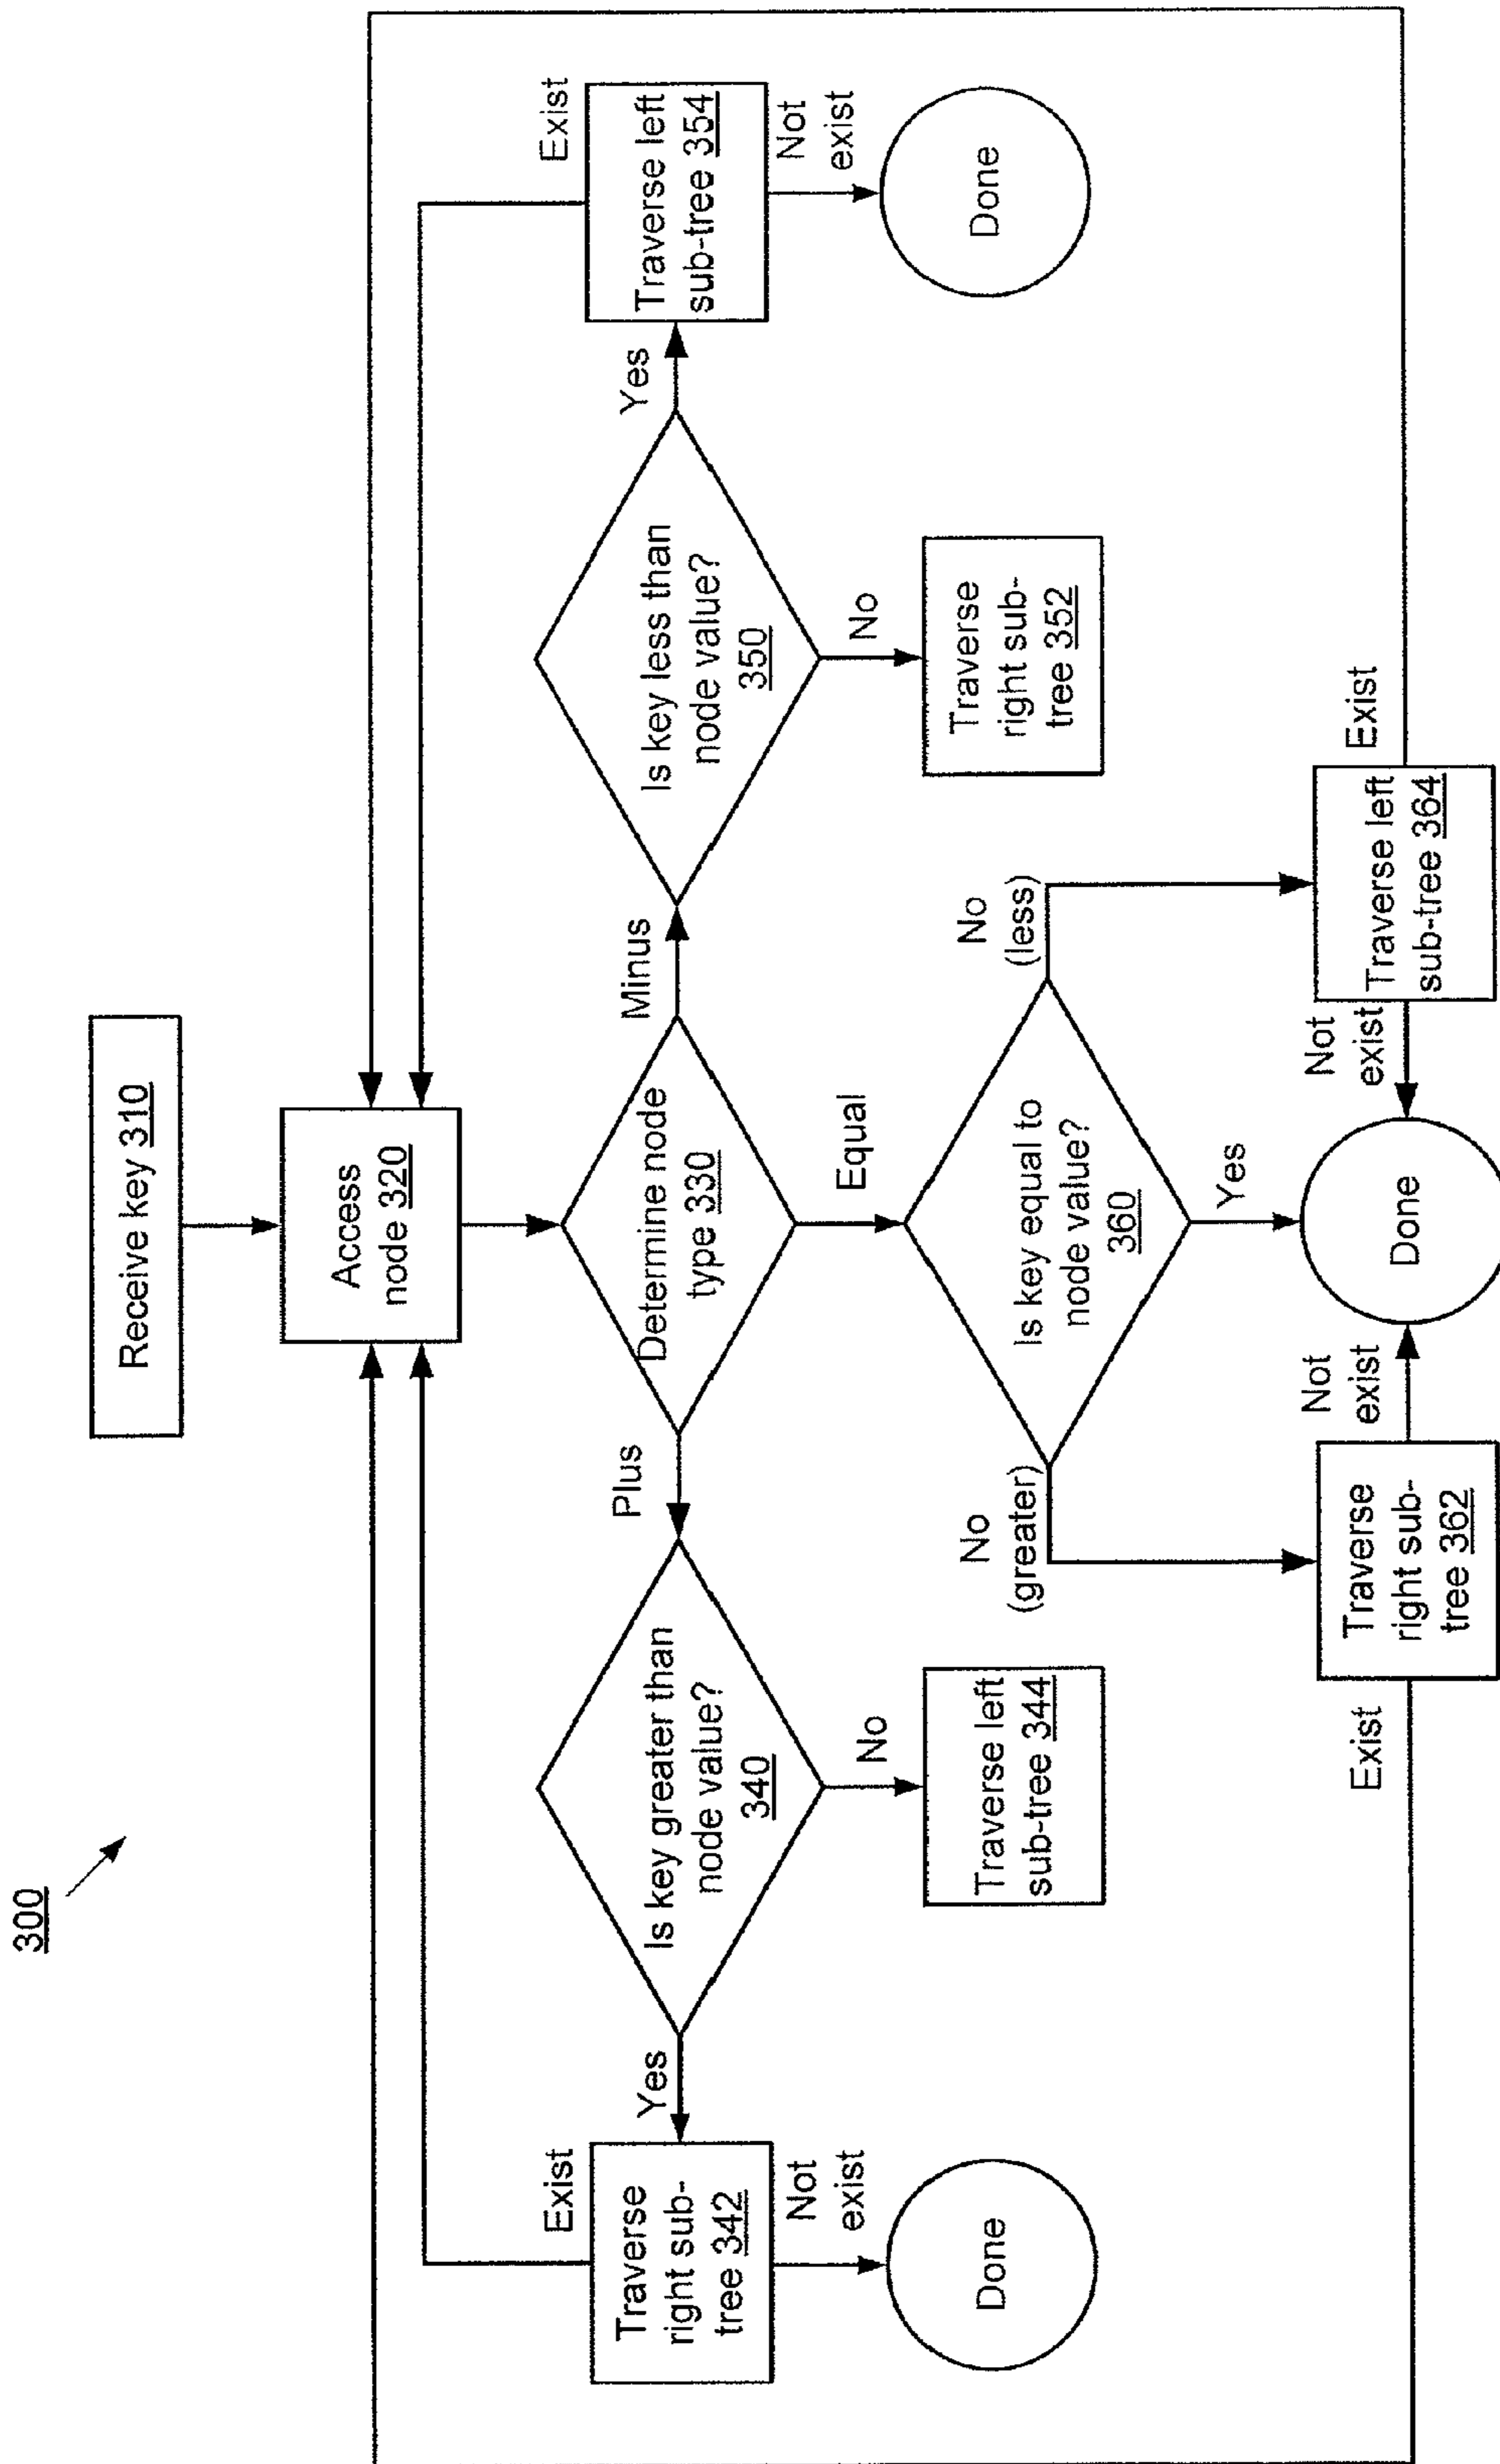 300
Receive key 310
Access
node 320
Determine node
type 330
Plus
Minus
Equal
Is key greater than
node value?
340
Yes
No
Traverse
right sub-
tree 342
Exist
Not
exist
Done
Traverse left
sub-tree 344
Is key less than
node value?
350
Yes
No
Traverse left
sub-tree 354
Exist
Not
exist
Done
Traverse
right sub-
tree 352
Is key equal to
node value?
360
No
(greater)
No
(less)
Yes
Traverse
right sub-
tree 362
Exist
Not
exist
Done
Not
exist
Traverse left
sub-tree 364
Exist